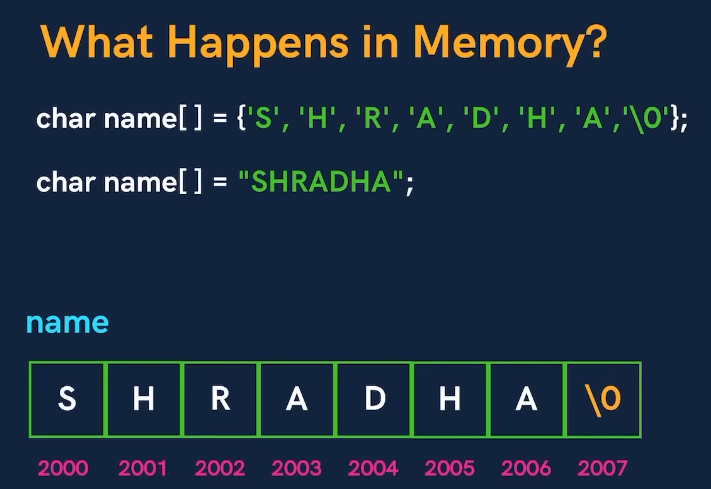 What Happens in Memory?
char name[ ] = {'S', 'H', 'R', 'A', 'D', 'H', 'A','\0'};
char name[ ] = "SHRADHA";
name
S H R A D H A \0
2000 2001 2002 2003 2004 2005 2006 2007